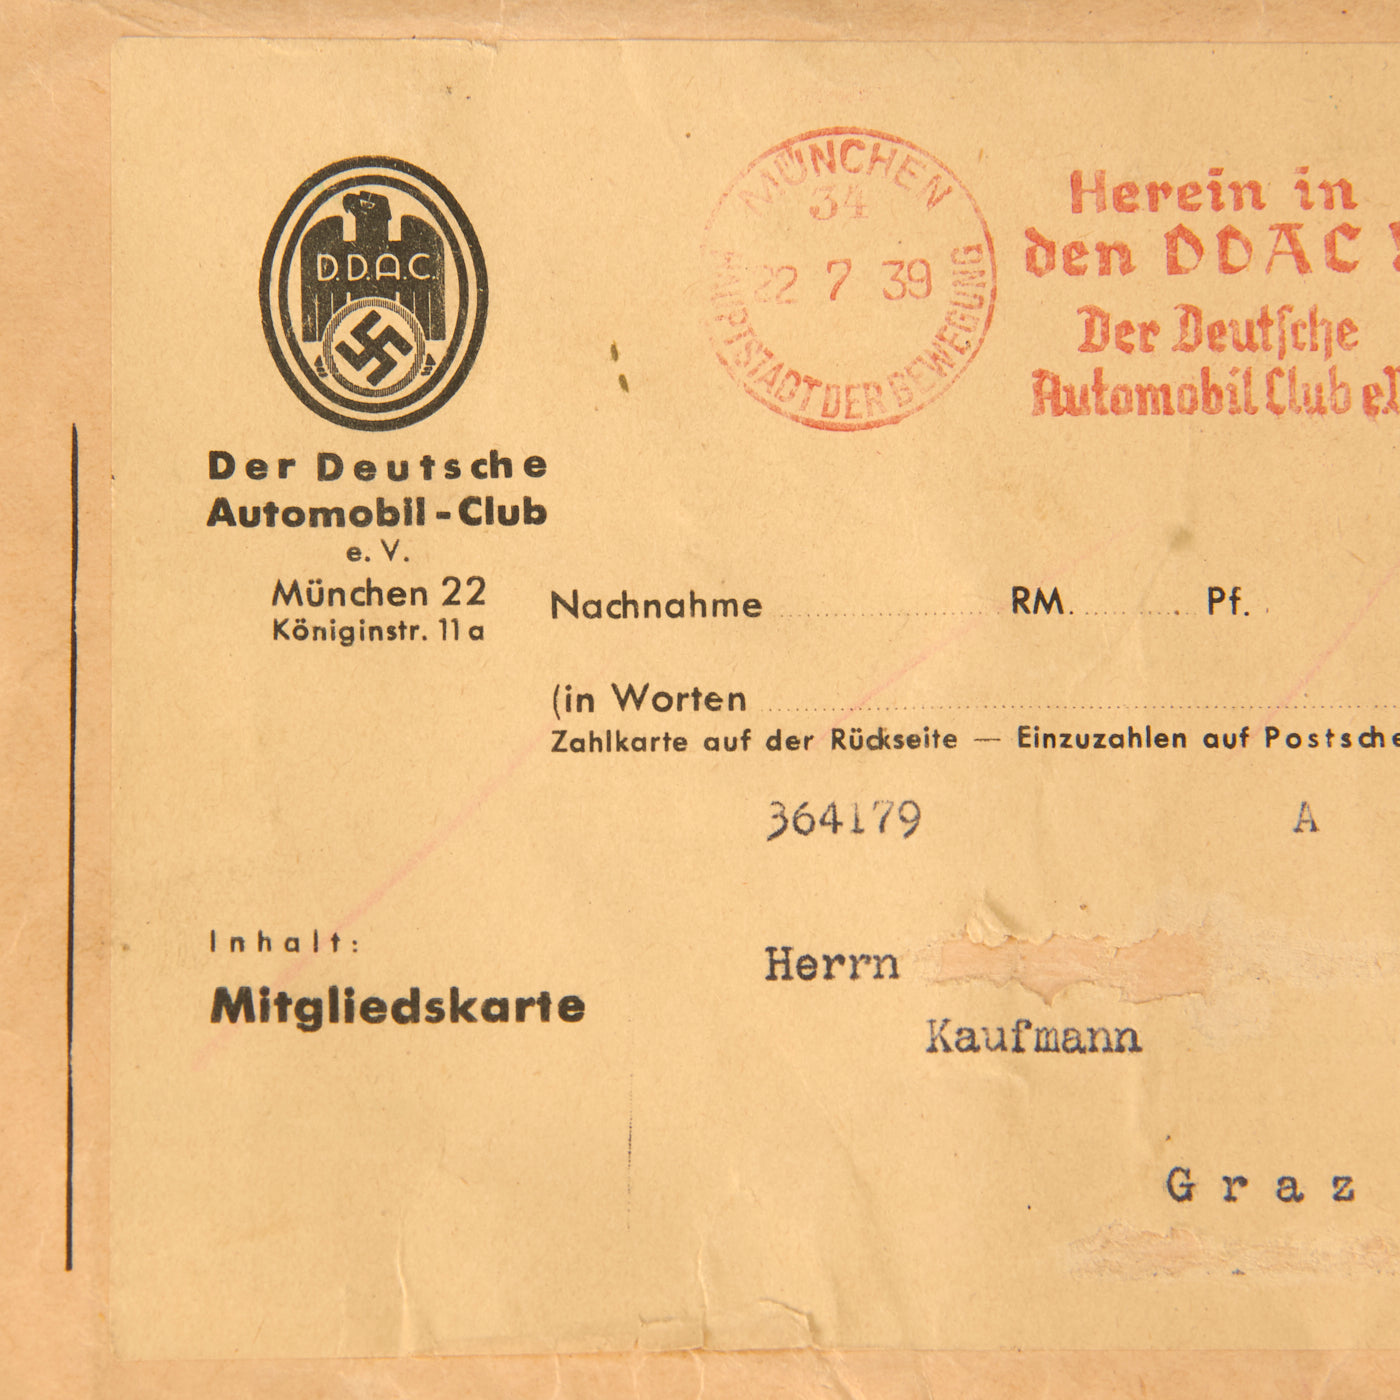 D.D.A.C.
Der Deutsche
Automobil-Club
e. V.
München 22
Königinstr. 11 a
MÜNCHEN
34
22 7 39
HAUPTSTADT DER BEWEGUNG
Herein in
den DDAC
Der Deutsche
Automobil Club e.V.
Nachnahme RM. Pf.
(in Worten
Zahlkarte auf der Rückseite — Einzuzahlen auf Postsche
364179 A
Inhalt:
Mitgliedskarte
Herrn
Kaufmann
Graz